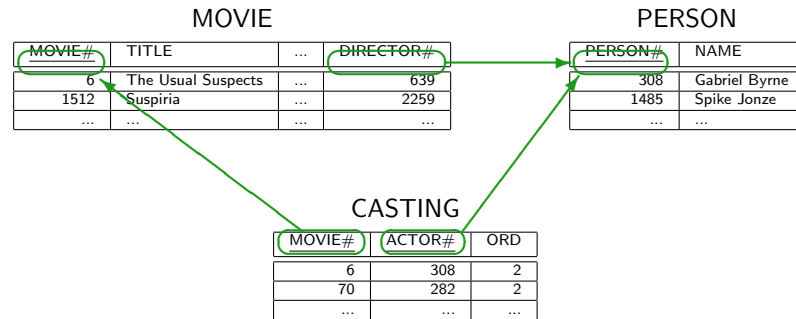 MOVIE
MOVIE# TITLE ... DIRECTOR#
6 The Usual Suspects ... 639
1512 Suspiria ... 2259
... ... ... ...
PERSON
PERSON# NAME
308 Gabriel Byrne
1485 Spike Jonze
... ...
CASTING
MOVIE# ACTOR# ORD
6 308 2
70 282 2
... ... ...